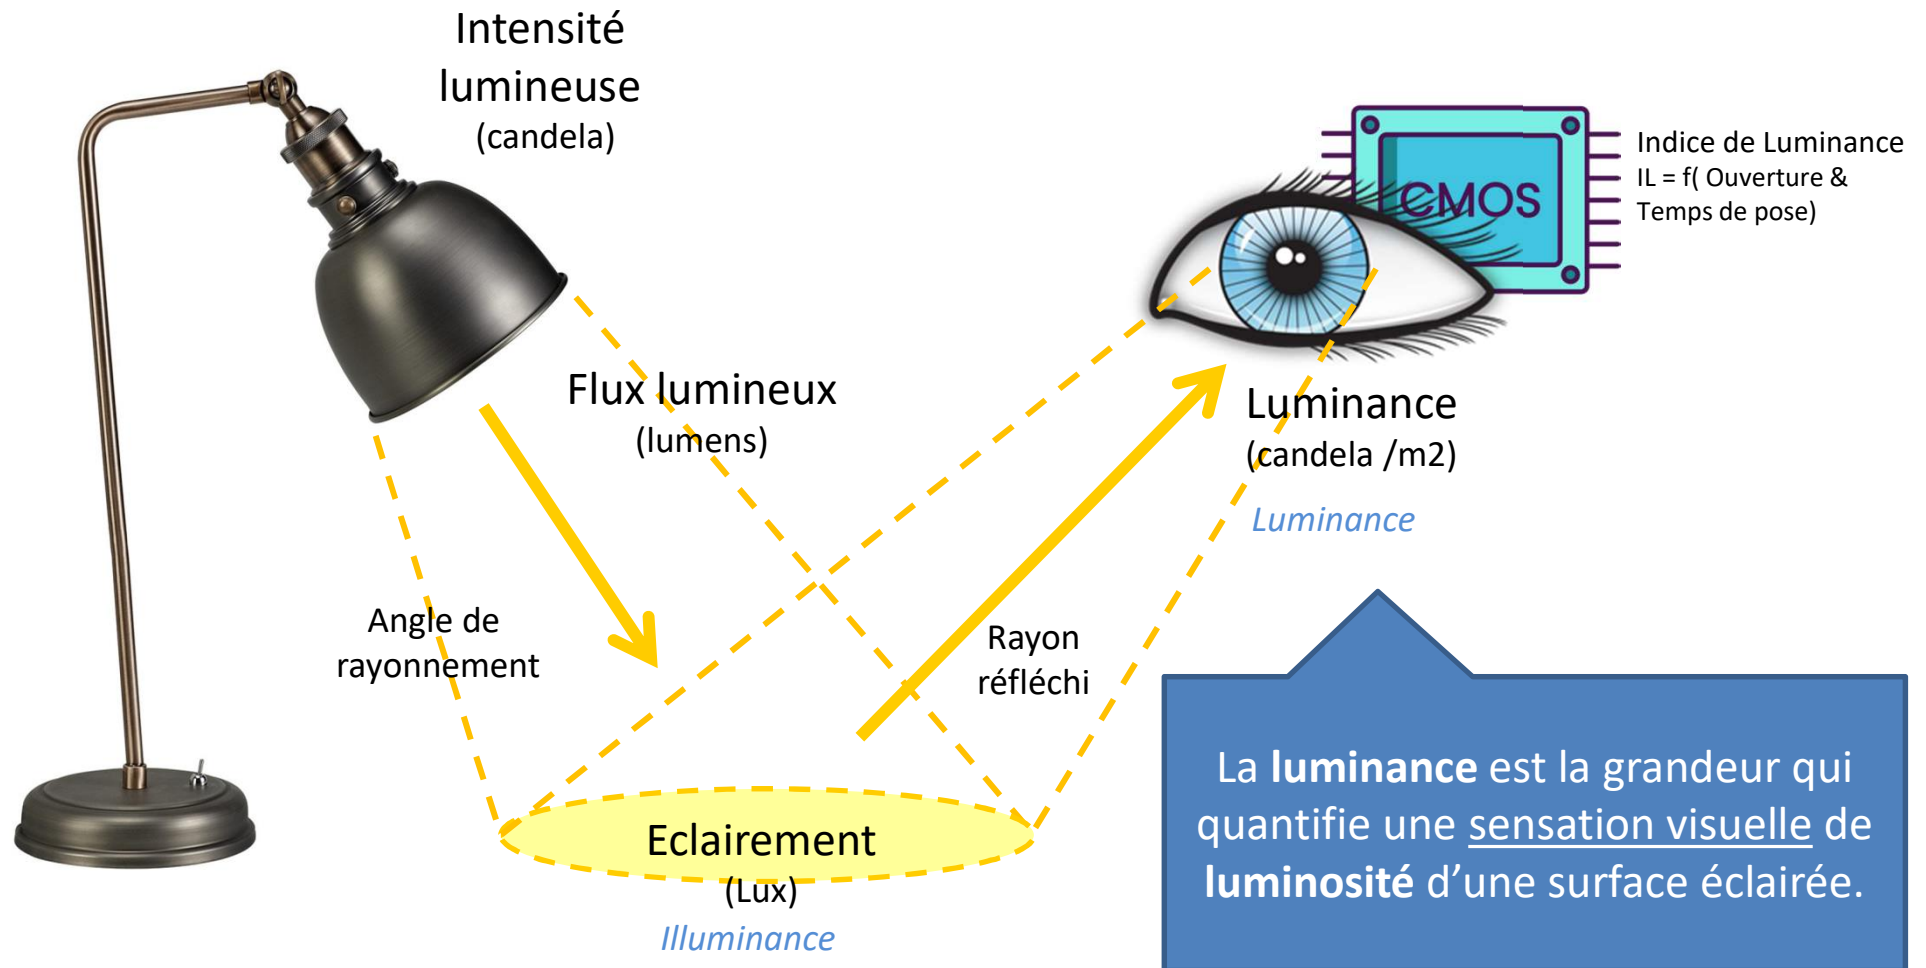 Intensité
lumineuse
(candela)
CMOS
Indice de Luminance
IL = f( Ouverture &
Temps de pose)
Flux lumineux
(lumens)
Luminance
(candela /m2)
Luminance
Angle de
rayonnement
Rayon
réfléchi
Eclairement
(Lux)
Illuminance
La luminance est la grandeur qui
quantifie une sensation visuelle de
luminosité d’une surface éclairée.